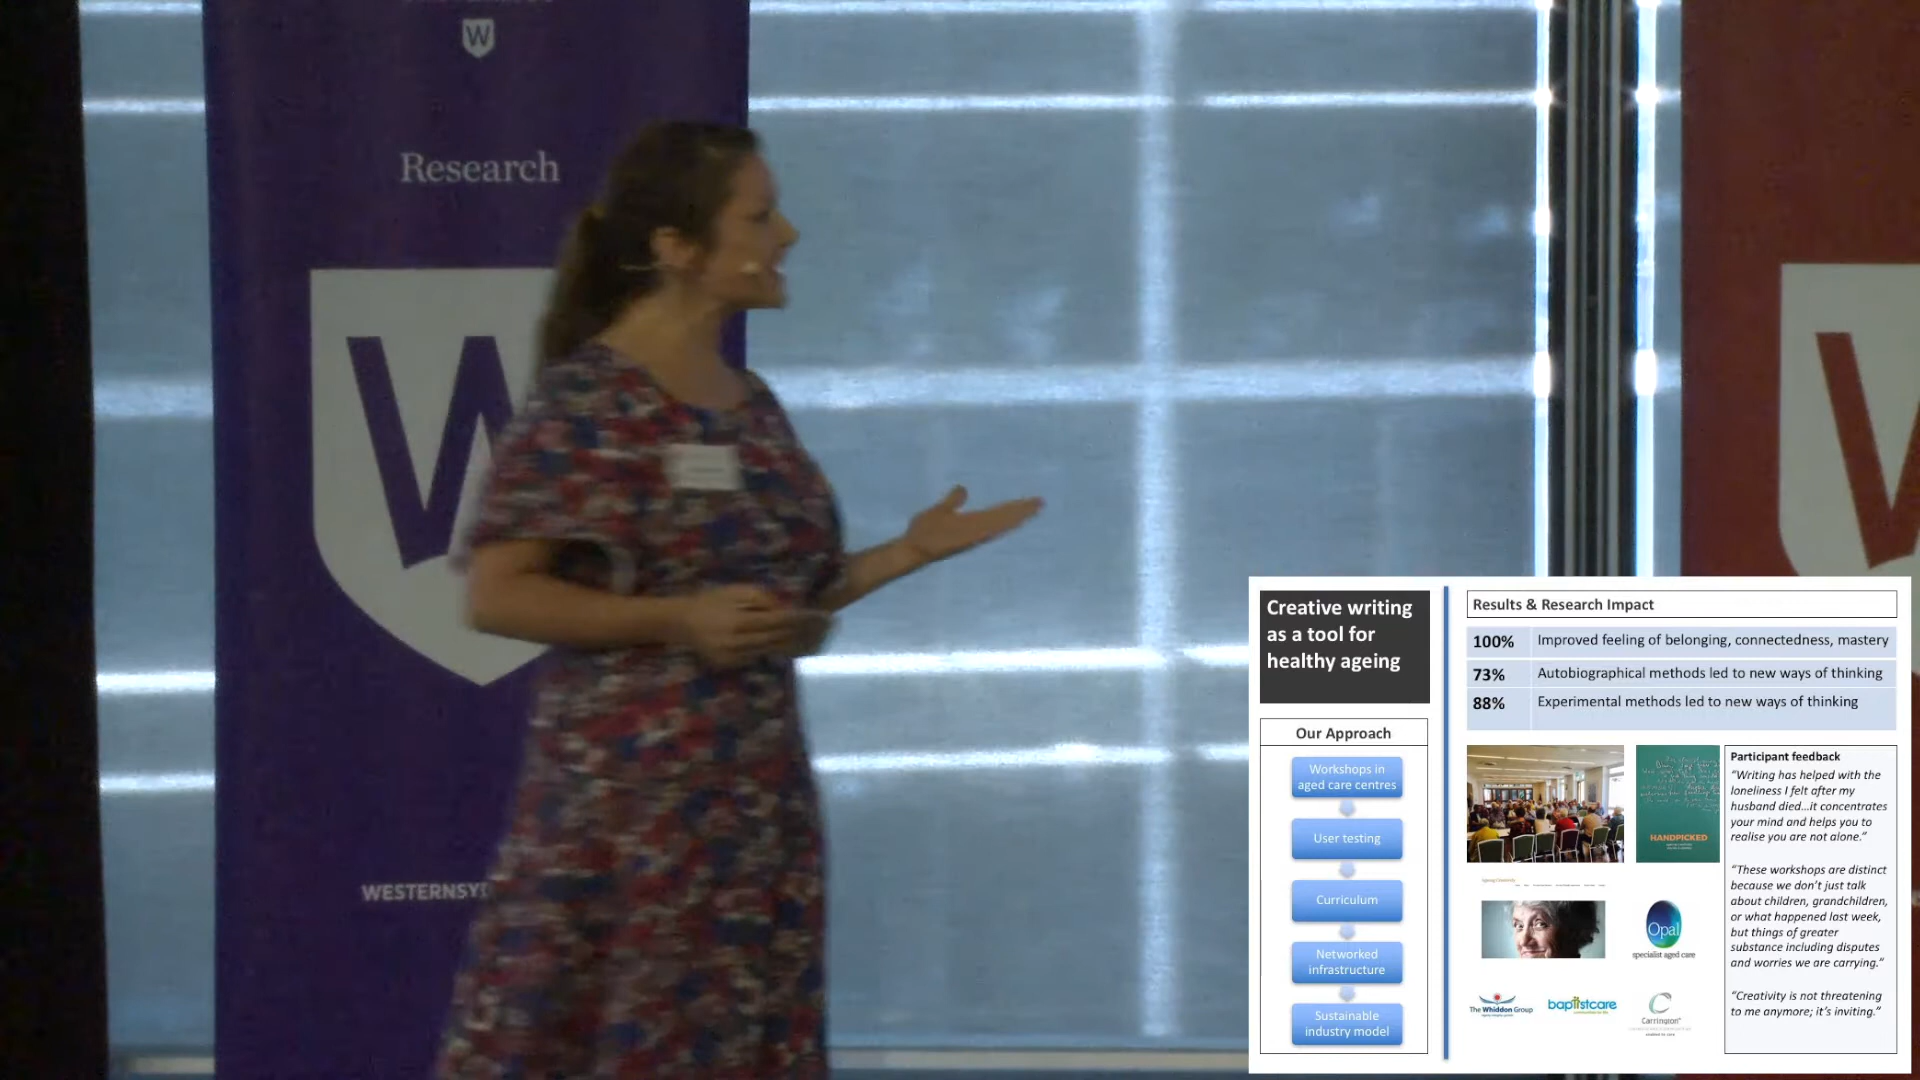 W
Research
W
WESTERNSY
W
Creative writing
as a tool for
healthy ageing
Our Approach
Workshops in
aged care centres
User testing
Curriculum
Networked
infrastructure
Sustainable
industry model
Results & Research Impact
100% Improved feeling of belonging, connectedness, mastery
73% Autobiographical methods led to new ways of thinking
88% Experimental methods led to new ways of thinking
HANDPICKED
Opal
specialist aged care
The Whiddon Group
baptistcare
Carrington
Participant feedback
"Writing has helped with the
loneliness I felt after my
husband died…it concentrates
your mind and helps you to
realise you are not alone."
"These workshops are distinct
because we don't just talk
about children, grandchildren,
or what happened last week,
but things of greater
substance including disputes
and worries we are carrying."
"Creativity is not threatening
to me anymore; it's inviting."